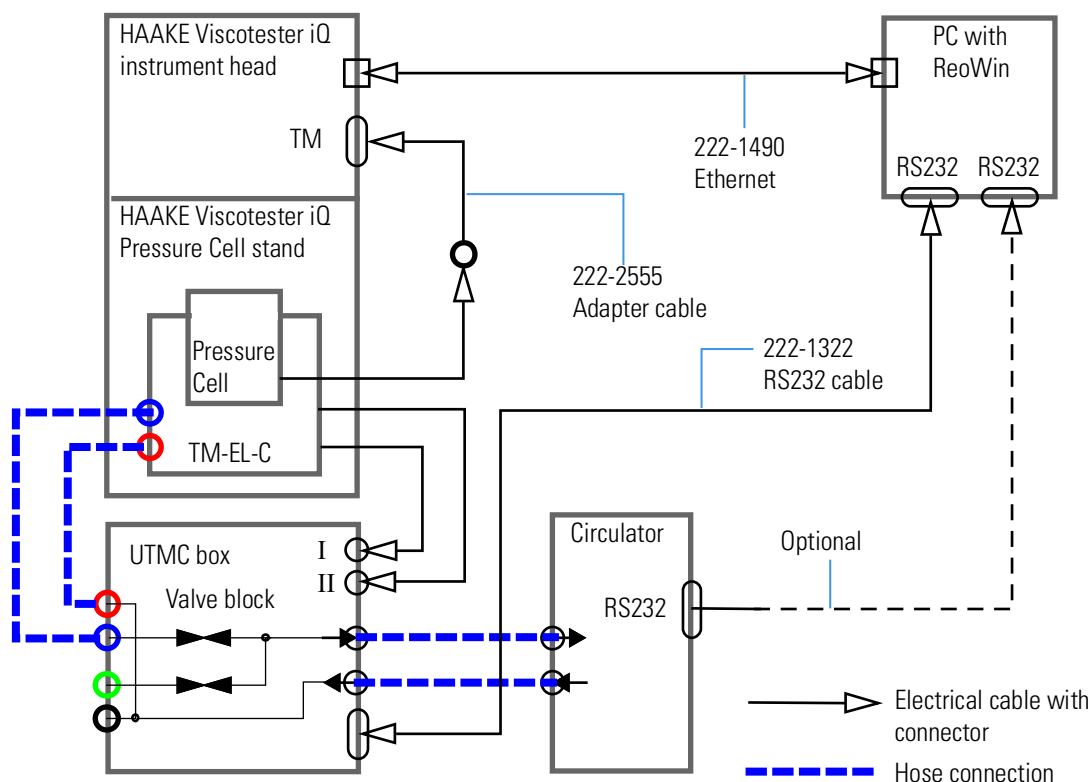 HAAKE Viscotester iQ
instrument head
TM
HAAKE Viscotester iQ
Pressure Cell stand
Pressure
Cell
TM-EL-C
PC with
ReoWin
RS232
RS232
222-1490
Ethernet
222-2555
Adapter cable
222-1322
RS232 cable
UTMC box
I
II
Valve block
Circulator
RS232
Optional
Electrical cable with
connector
Hose connection